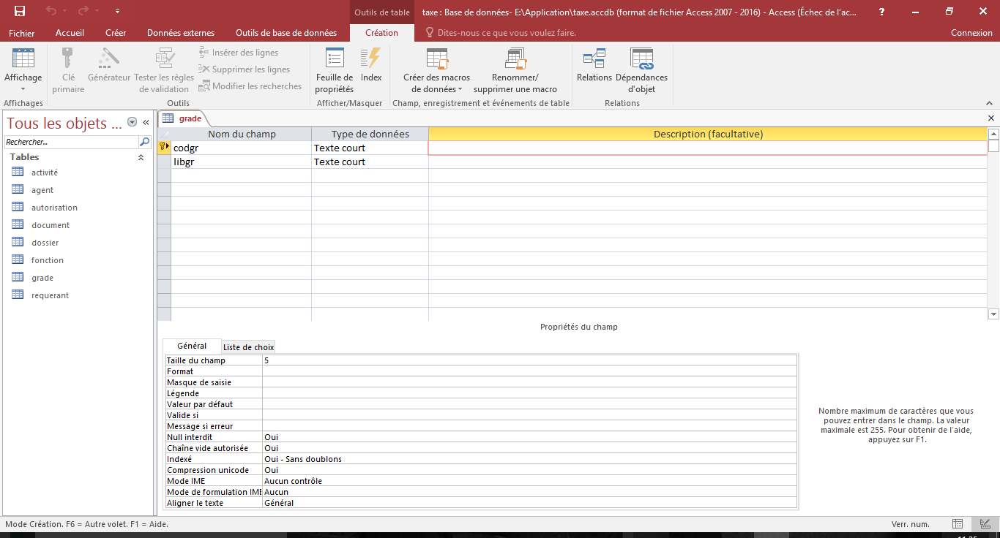 Outils de table
taxe : Base de données- E:\Application\taxe.accdb (format de fichier Access 2007 - 2016) - Access (Échec de l'ac...
?
Fichier Accueil Créer Données externes Outils de base de données Création Dites-nous ce que vous voulez faire. Connexion
Affichage
Clé primaire
Générateur
Tester les règles de validation
Insérer des lignes
Supprimer les lignes
Modifier les recherches
Feuille de propriétés
Index
Créer des macros de données
Renommer/ supprimer une macro
Relations
Dépendances d'objet
Affichages Outils Afficher/Masquer Champ, enregistrement et événements de table Relations
Tous les objets ...
«
Rechercher...
Tables
activité
agent
autorisation
document
dossier
fonction
grade
requerant
grade
Nom du champ Type de données Description (facultative)
codgr Texte court
libgr Texte court
Propriétés du champ
Général Liste de choix
Taille du champ 5
Format
Masque de saisie
Légende
Valeur par défaut
Valide si
Message si erreur
Null interdit Oui
Chaîne vide autorisée Oui
Indexé Oui - Sans doublons
Compression unicode Oui
Mode IME Aucun contrôle
Mode de formulation IME Aucun
Aligner le texte Général
Nombre maximum de caractères que vous
pouvez entrer dans le champ. La valeur
maximale est 255. Pour obtenir de l'aide,
appuyez sur F1.
Mode Création. F6 = Autre volet. F1 = Aide. Verr. num.